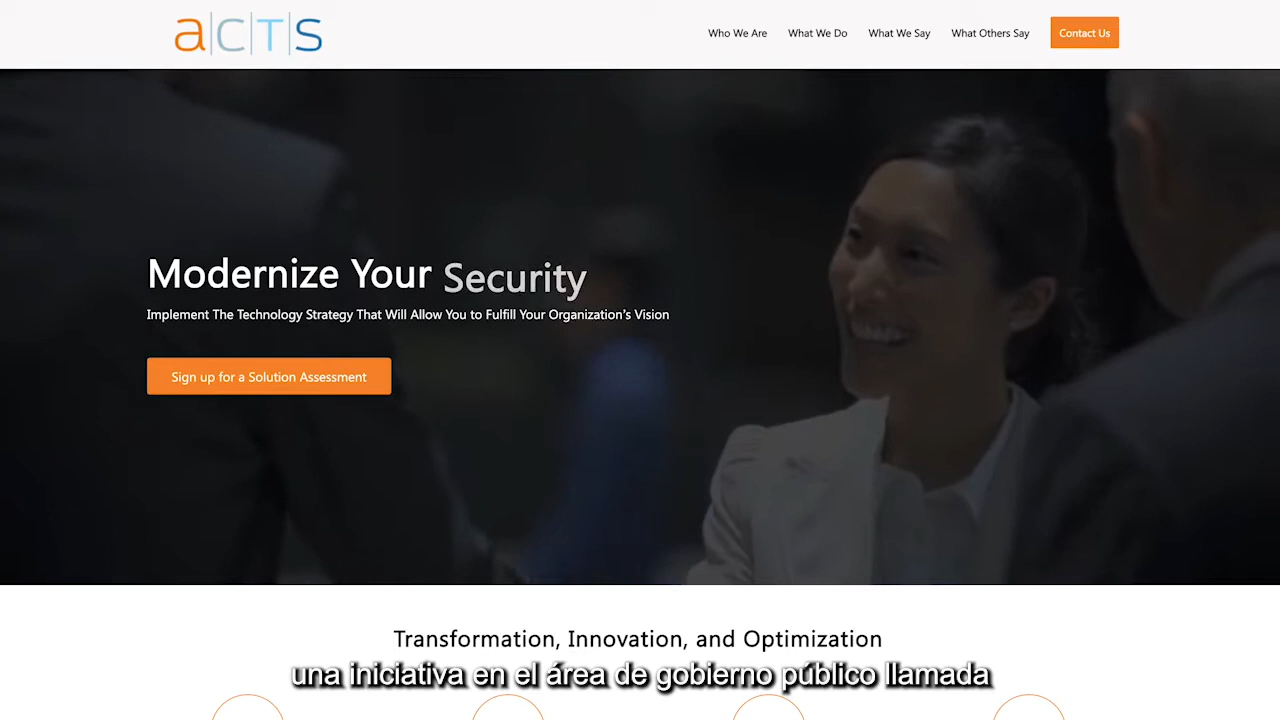 a|C|T|S
Who We Are
What We Do
What We Say
What Others Say
Contact Us
Modernize Your Security
Implement The Technology Strategy That Will Allow You to Fulfill Your Organization's Vision
Sign up for a Solution Assessment
Transformation, Innovation, and Optimization
una iniciativa en el área de gobierno público llamada